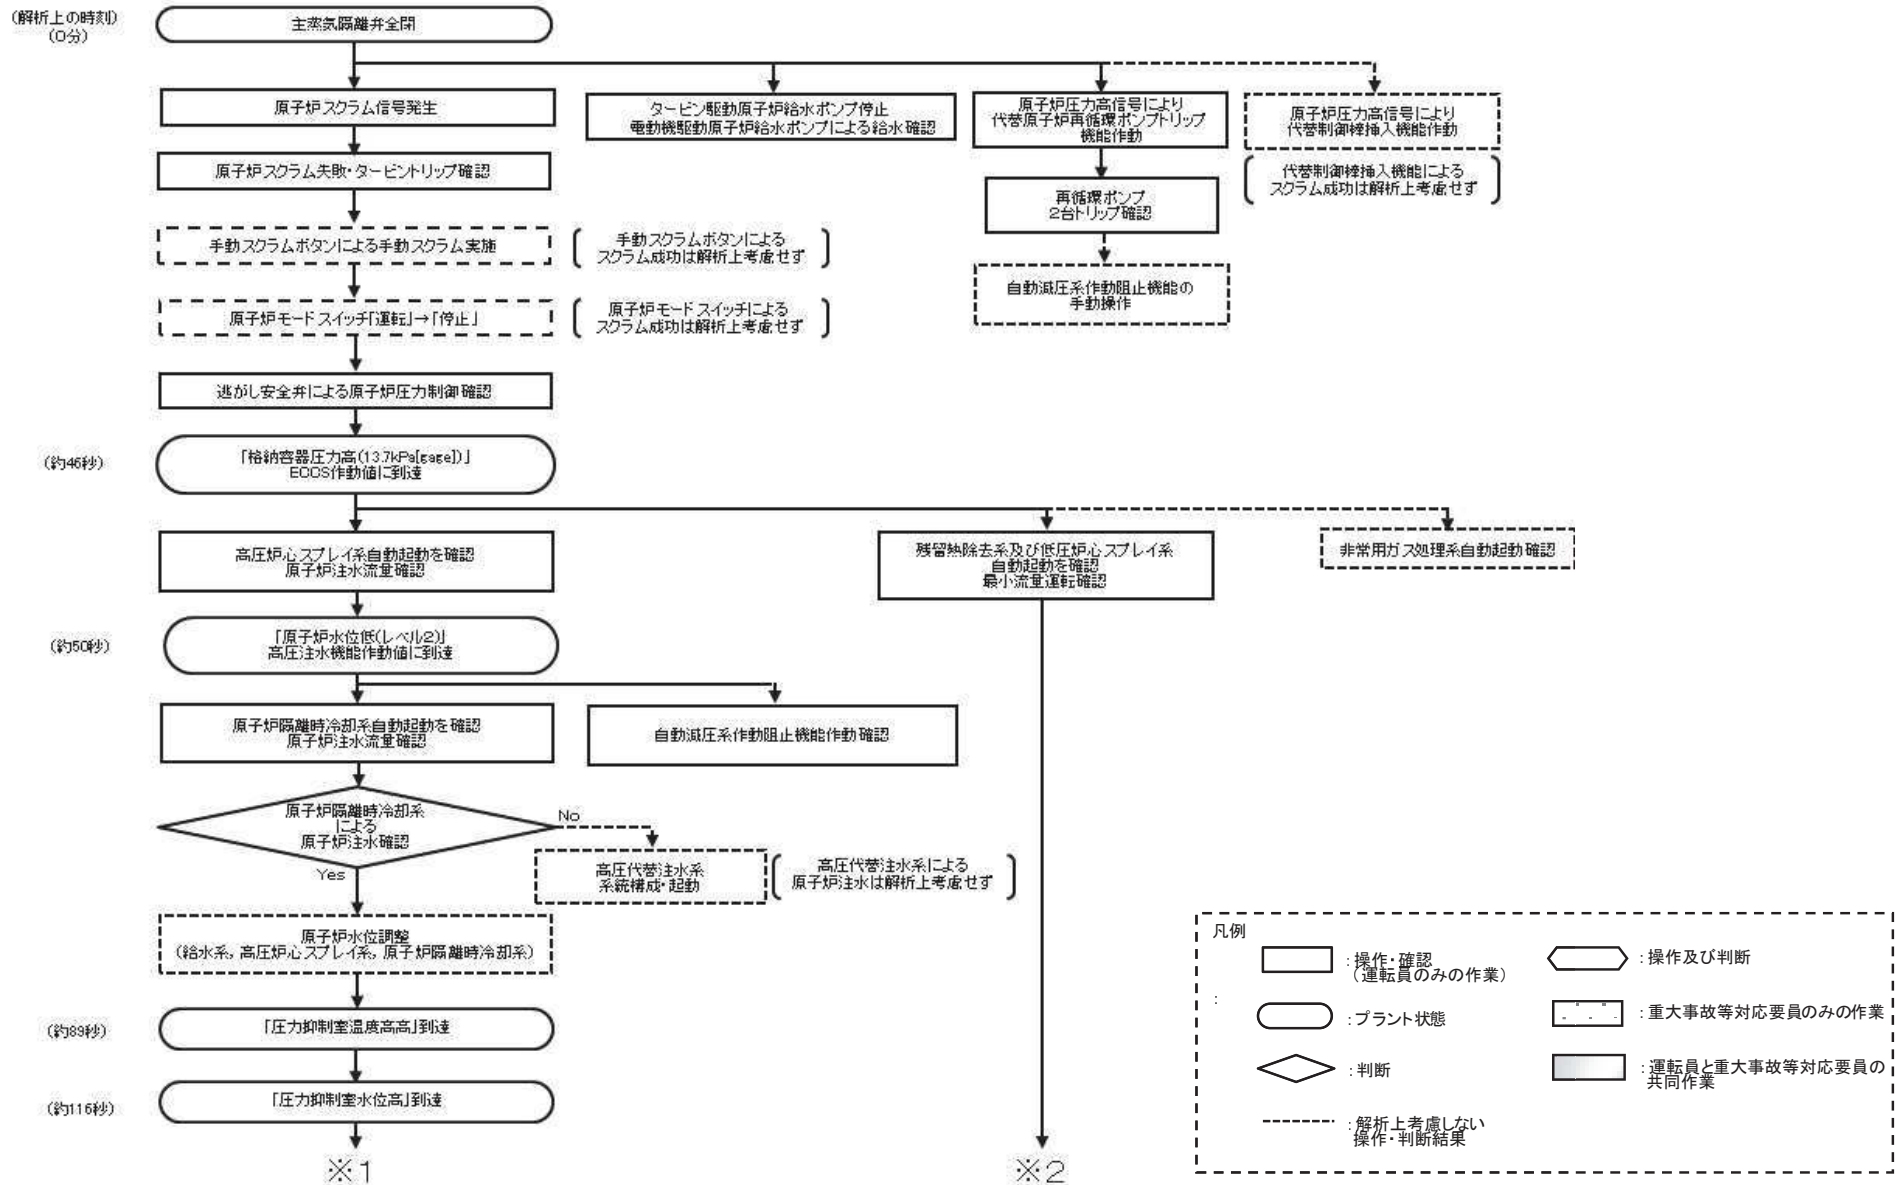 (解析上の時刻)
(0分)
主蒸気隔離弁全閉
原子炉スクラム信号発生
タービン駆動原子炉給水ポンプ停止
電動機駆動原子炉給水ポンプによる給水確認
原子炉圧力高信号により
代替原子炉再循環ポンプトリップ
機能作動
原子炉圧力高信号により
代替制御棒挿入機能作動
原子炉スクラム失敗・タービントリップ確認
代替制御棒挿入機能による
スクラム成功は解析上考慮せず
再循環ポンプ
2台トリップ確認
手動スクラムボタンによる手動スクラム実施
手動スクラムボタンによる
スクラム成功は解析上考慮せず
自動減圧系作動阻止機能の
手動操作
原子炉モードスイッチ「運転」→「停止」
原子炉モードスイッチによる
スクラム成功は解析上考慮せず
逃がし安全弁による原子炉圧力制御確認
(約46秒)
「格納容器圧力高(13.7kPa[gage])」
ECCS作動値に到達
高圧炉心スプレイ系自動起動を確認
原子炉注水流量確認
残留熱除去系及び低圧炉心スプレイ系
自動起動を確認
最小流量運転確認
非常用ガス処理系自動起動確認
(約50秒)
「原子炉水位低(レベル2)」
高圧注水機能作動値に到達
原子炉隔離時冷却系自動起動を確認
原子炉注水流量確認
自動減圧系作動阻止機能作動確認
原子炉隔離時冷却系
による
原子炉注水確認
No
Yes
高圧代替注水系
系統構成・起動
高圧代替注水系による
原子炉注水は解析上考慮せず
原子炉水位調整
(給水系, 高圧炉心スプレイ系, 原子炉隔離時冷却系)
(約89秒)
「圧力抑制室温度高高」到達
(約116秒)
「圧力抑制室水位高」到達
※1
※2
凡例
:操作・確認
(運転員のみの作業)
:操作及び判断
:
:プラント状態
:重大事故等対応要員のみの作業
:判断
:運転員と重大事故等対応要員の
共同作業
:解析上考慮しない
操作・判断結果